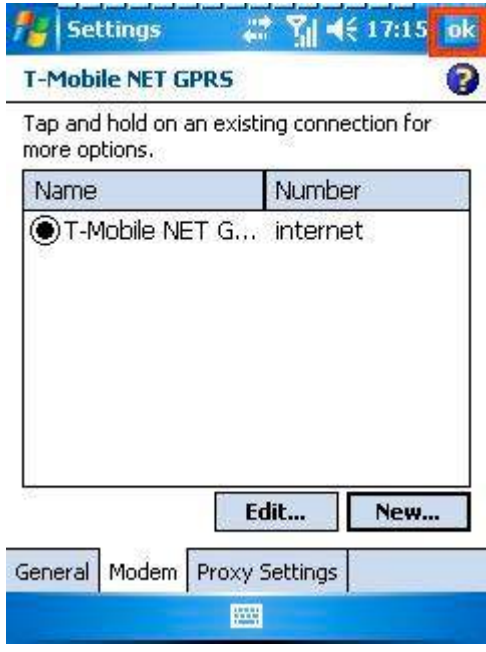 Settings 17:15 ok
T-Mobile NET GPRS
Tap and hold on an existing connection for
more options.
Name Number
T-Mobile NET G... internet
Edit... New...
General Modem Proxy Settings